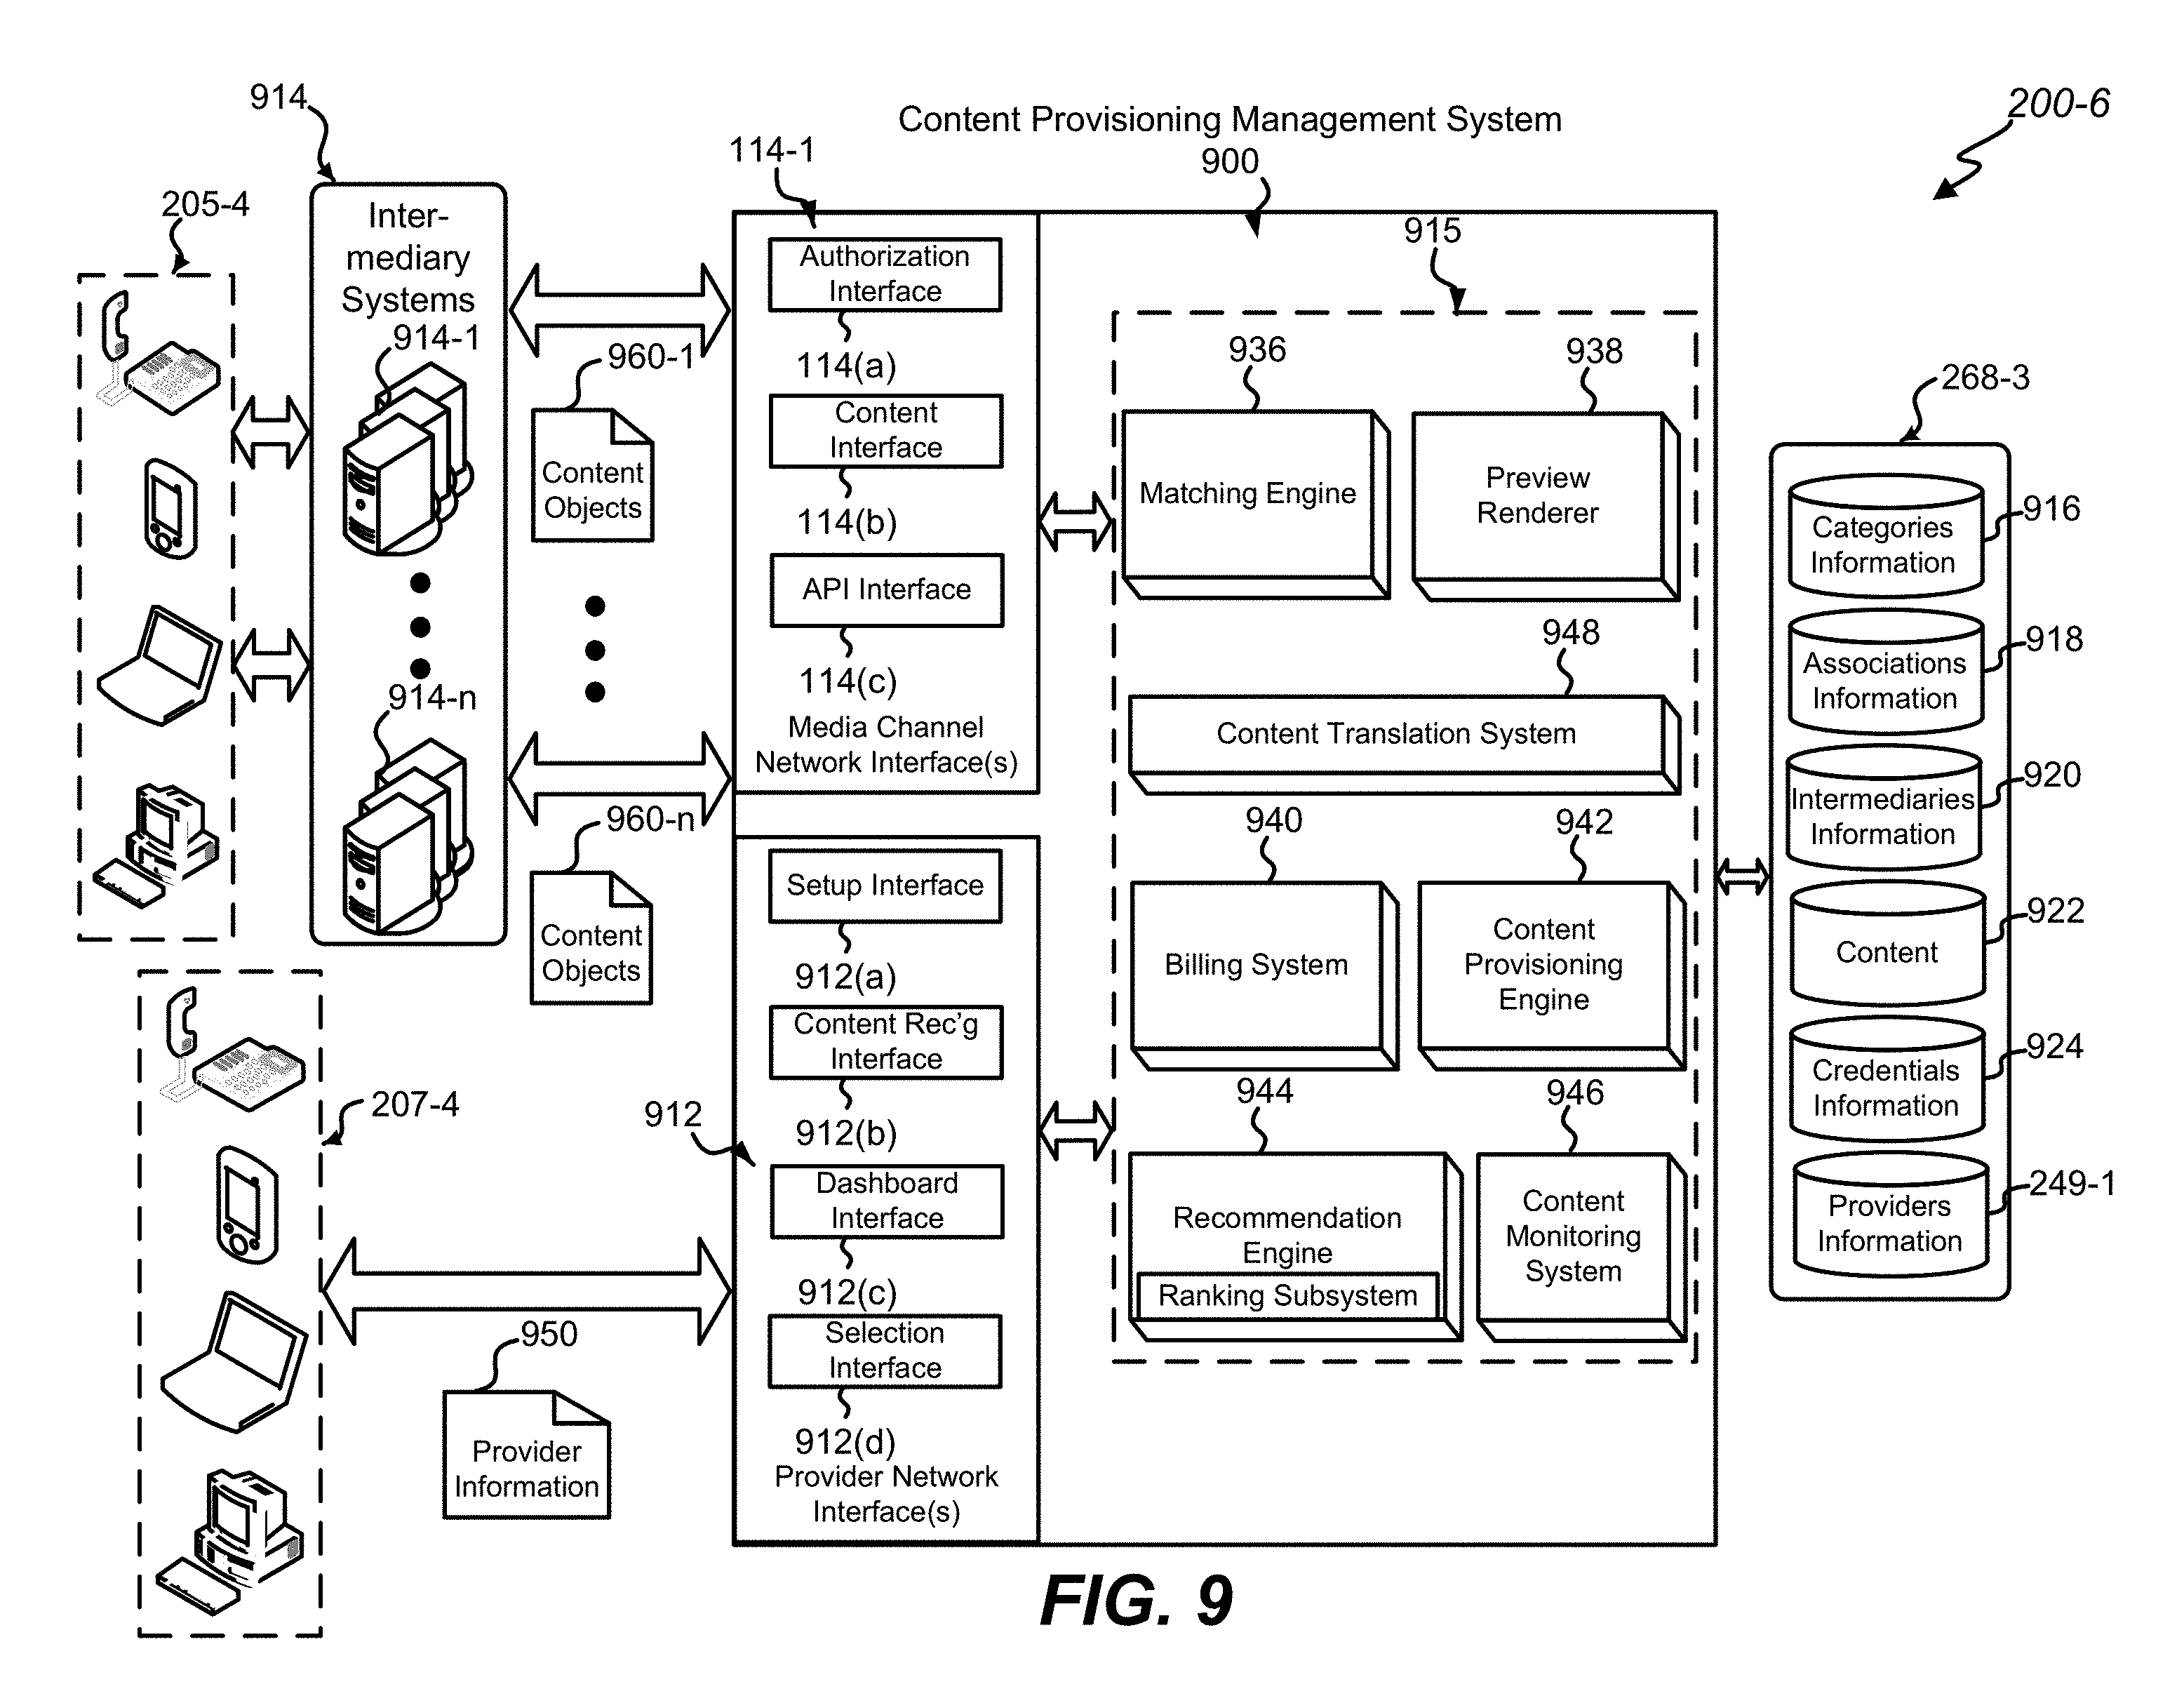 914
Content Provisioning Management System
900
200-6
114-1
205-4
Inter-
mediary
Systems
914-1
914-n
960-1
Content
Objects
960-n
Content
Objects
Authorization
Interface
114(a)
Content
Interface
114(b)
API Interface
114(c)
Media Channel
Network Interface(s)
Setup Interface
912(a)
Content Rec'g
Interface
912(b)
912
Dashboard
Interface
912(c)
Selection
Interface
912(d)
Provider Network
Interface(s)
207-4
950
Provider
Information
915
936
Matching Engine
938
Preview
Renderer
948
Content Translation System
940
Billing System
942
Content
Provisioning
Engine
944
Recommendation
Engine
Ranking Subsystem
946
Content
Monitoring
System
268-3
Categories
Information
916
Associations
Information
918
Intermediaries
Information
920
Content
922
Credentials
Information
924
Providers
Information
249-1
FIG. 9